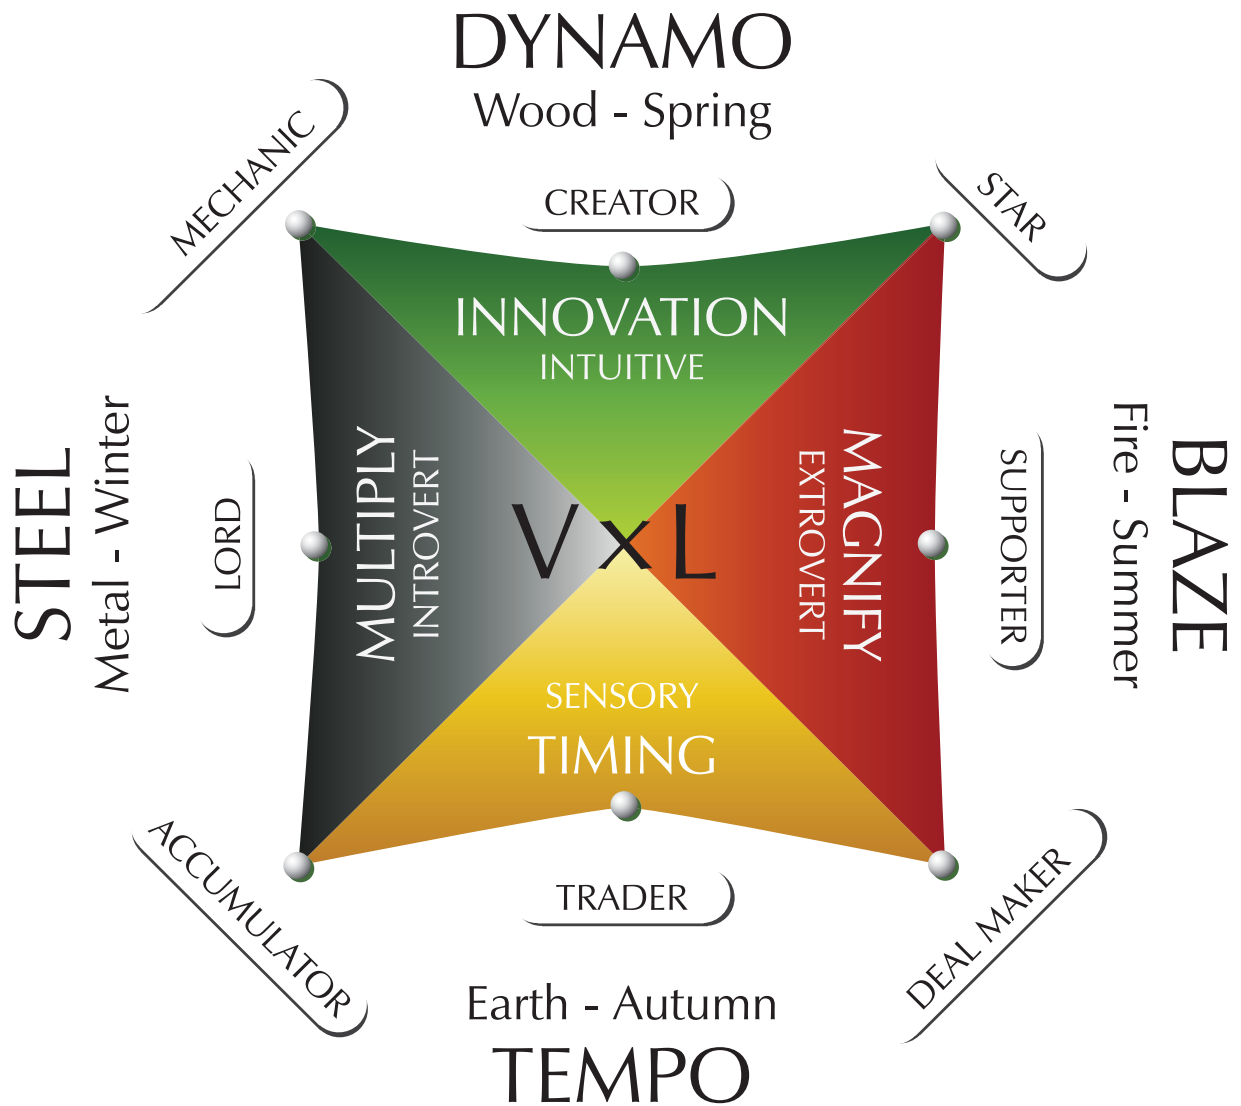 DYNAMO
Wood - Spring
MECHANIC
CREATOR
STAR
INNOVATION
INTUITIVE
STEEL
Metal - Winter
LORD
MULTIPLY
INTROVERT
V x L
EXTROVERT
MAGNIFY
SUPPORTER
Fire - Summer
BLAZE
SENSORY
TIMING
ACCUMULATOR
TRADER
DEAL MAKER
Earth - Autumn
TEMPO